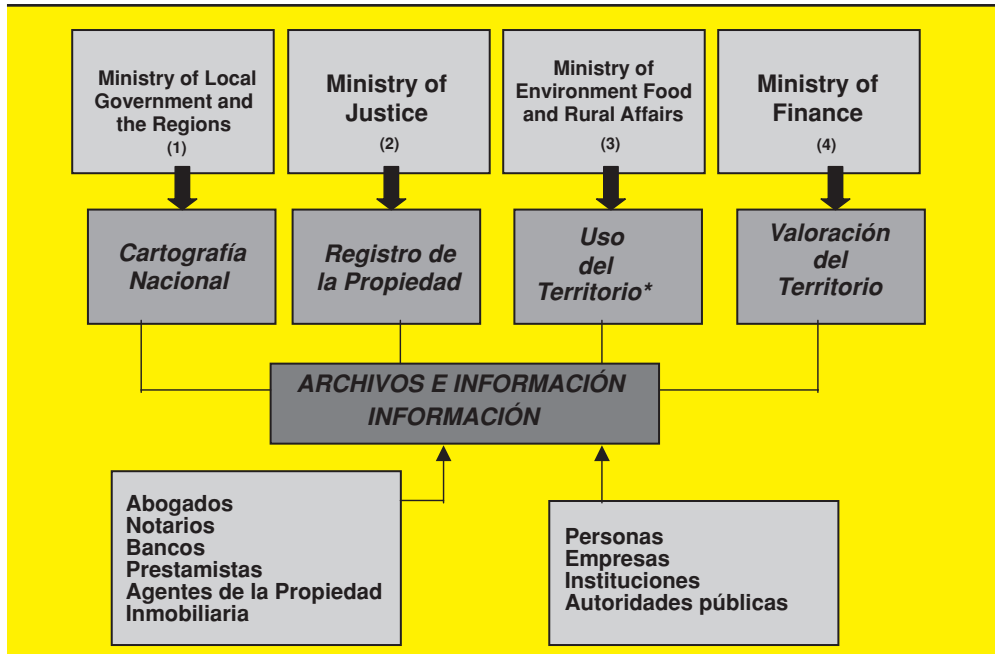 Ministry of Local
Government and
the Regions
(1)
Ministry of
Justice
(2)
Ministry of
Environment Food
and Rural Affairs
(3)
Ministry of
Finance
(4)
Cartografía
Nacional
Registro de
la Propiedad
Uso
del
Territorio*
Valoración
del
Territorio
ARCHIVOS E INFORMACIÓN
INFORMACIÓN
Abogados
Notarios
Bancos
Prestamistas
Agentes de la Propiedad
Inmobiliaria
Personas
Empresas
Instituciones
Autoridades públicas